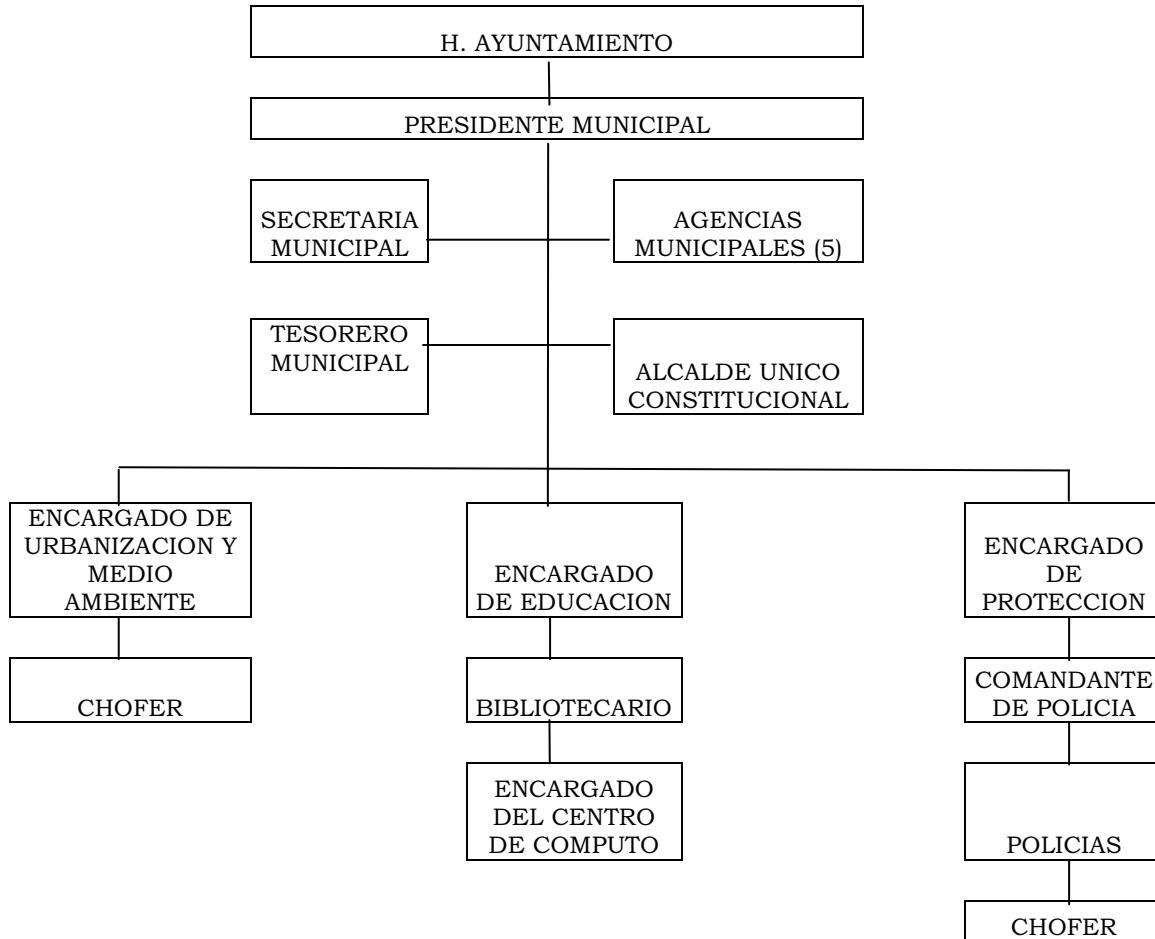 H. AYUNTAMIENTO
PRESIDENTE MUNICIPAL
SECRETARIA
MUNICIPAL
AGENCIAS
MUNICIPALES (5)
TESORERO
MUNICIPAL
ALCALDE UNICO
CONSTITUCIONAL
ENCARGADO DE
URBANIZACION Y
MEDIO
AMBIENTE
ENCARGADO
DE EDUCACION
ENCARGADO
DE
PROTECCION
CHOFER
BIBLIOTECARIO
COMANDANTE
DE POLICIA
ENCARGADO
DEL CENTRO
DE COMPUTO
POLICIAS
CHOFER